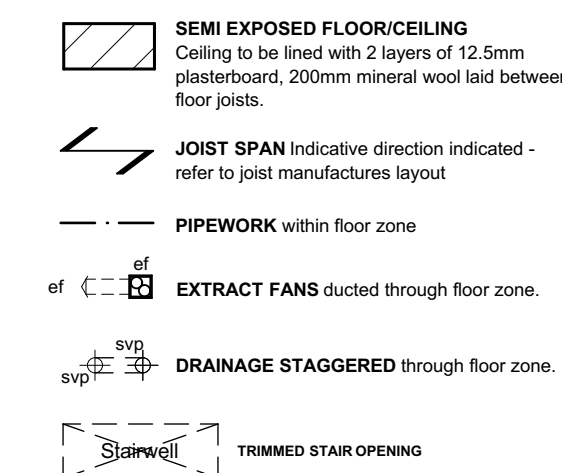 SEMI EXPOSED FLOOR/CEILING
Ceiling to be lined with 2 layers of 12.5mm
plasterboard, 200mm mineral wool laid between
floor joists.
JOIST SPAN Indicative direction indicated -
refer to joist manufactures layout
PIPEWORK within floor zone
ef
ef
EXTRACT FANS ducted through floor zone.
svp
svp
DRAINAGE STAGGERED through floor zone.
Stairwell
TRIMMED STAIR OPENING